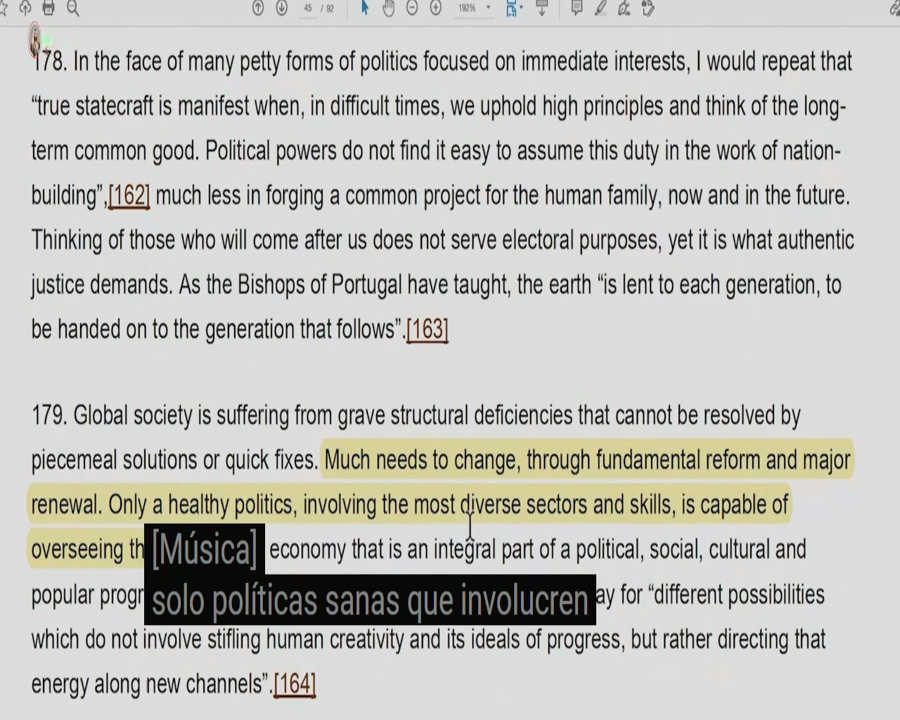 45 / 92 192%
178. In the face of many petty forms of politics focused on immediate interests, I would repeat that
“true statecraft is manifest when, in difficult times, we uphold high principles and think of the long-
term common good. Political powers do not find it easy to assume this duty in the work of nation-
building”,[162] much less in forging a common project for the human family, now and in the future.
Thinking of those who will come after us does not serve electoral purposes, yet it is what authentic
justice demands. As the Bishops of Portugal have taught, the earth “is lent to each generation, to
be handed on to the generation that follows”.[163]
179. Global society is suffering from grave structural deficiencies that cannot be resolved by
piecemeal solutions or quick fixes. Much needs to change, through fundamental reform and major
renewal. Only a healthy politics, involving the most diverse sectors and skills, is capable of
overseeing economy that is an integral part of a political, social, cultural and
[Música]
popular for “different possibilities
solo políticas sanas que involucren
which do not involve stifling human creativity and its ideals of progress, but rather directing that
energy along new channels”.[164]